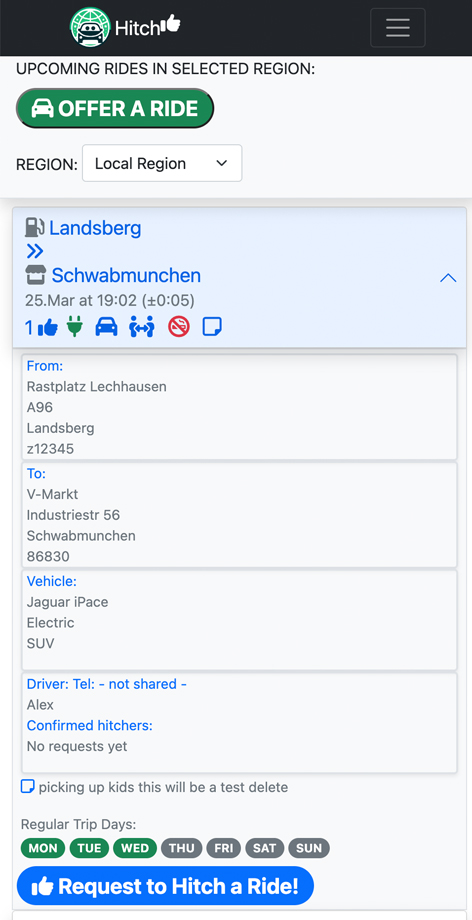 Hitch
UPCOMING RIDES IN SELECTED REGION:
OFFER A RIDE
REGION: Local Region
Landsberg
Schwabmunchen
25.Mar at 19:02 (±0:05)
1
From:
Rastplatz Lechhausen
A96
Landsberg
z12345
To:
V-Markt
Industriestr 56
Schwabmunchen
86830
Vehicle:
Jaguar iPace
Electric
SUV
Driver: Tel: - not shared -
Alex
Confirmed hitchers:
No requests yet
picking up kids this will be a test delete
Regular Trip Days:
MON TUE WED THU FRI SAT SUN
Request to Hitch a Ride!